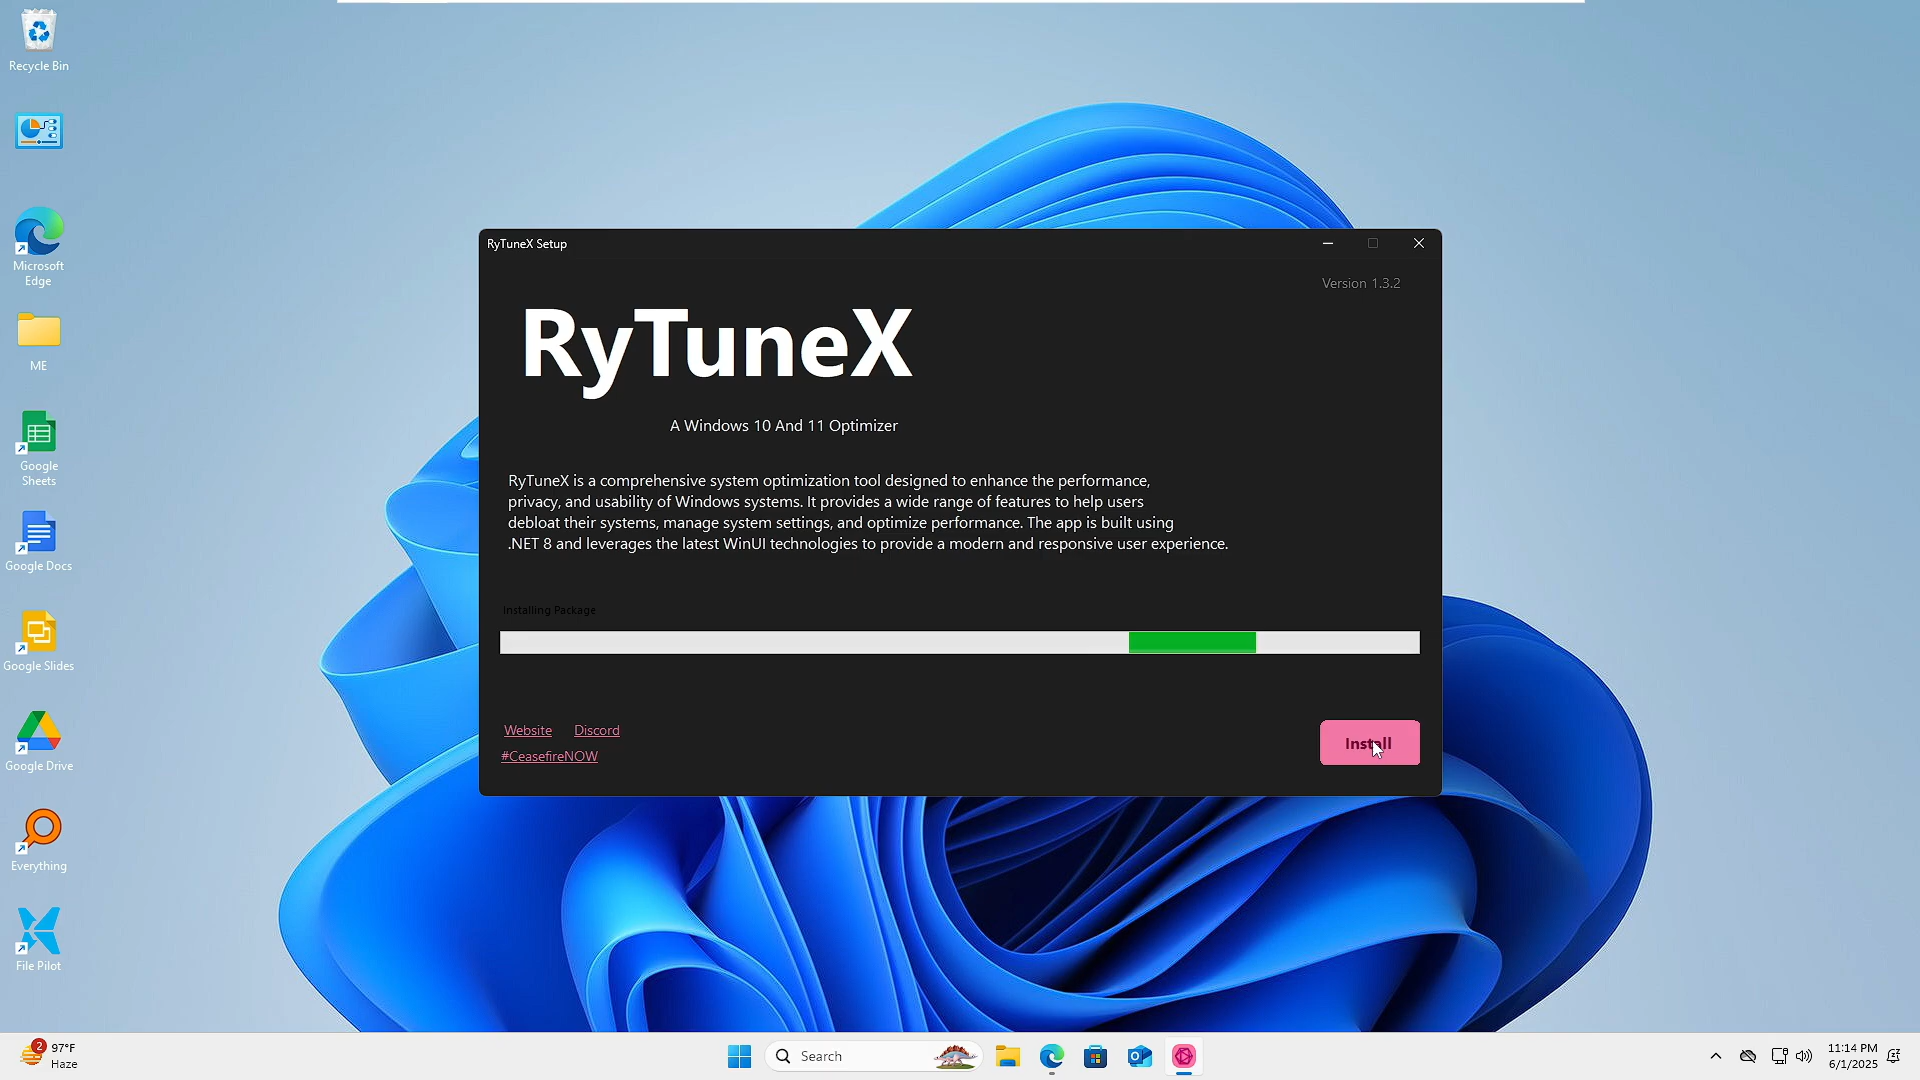 Recycle Bin
Microsoft
Edge
ME
Google
Sheets
Google Docs
Google Slides
Google Drive
Everything
File Pilot
RyTuneX Setup
Version 1.3.2
RyTuneX
A Windows 10 And 11 Optimizer
RyTuneX is a comprehensive system optimization tool designed to enhance the performance,
privacy, and usability of Windows systems. It provides a wide range of features to help users
debloat their systems, manage system settings, and optimize performance. The app is built using
.NET 8 and leverages the latest WinUI technologies to provide a modern and responsive user experience.
Installing Package
Website Discord
#CeasefireNOW
Install
2
97°F
Haze
Search
11:14 PM
6/1/2025